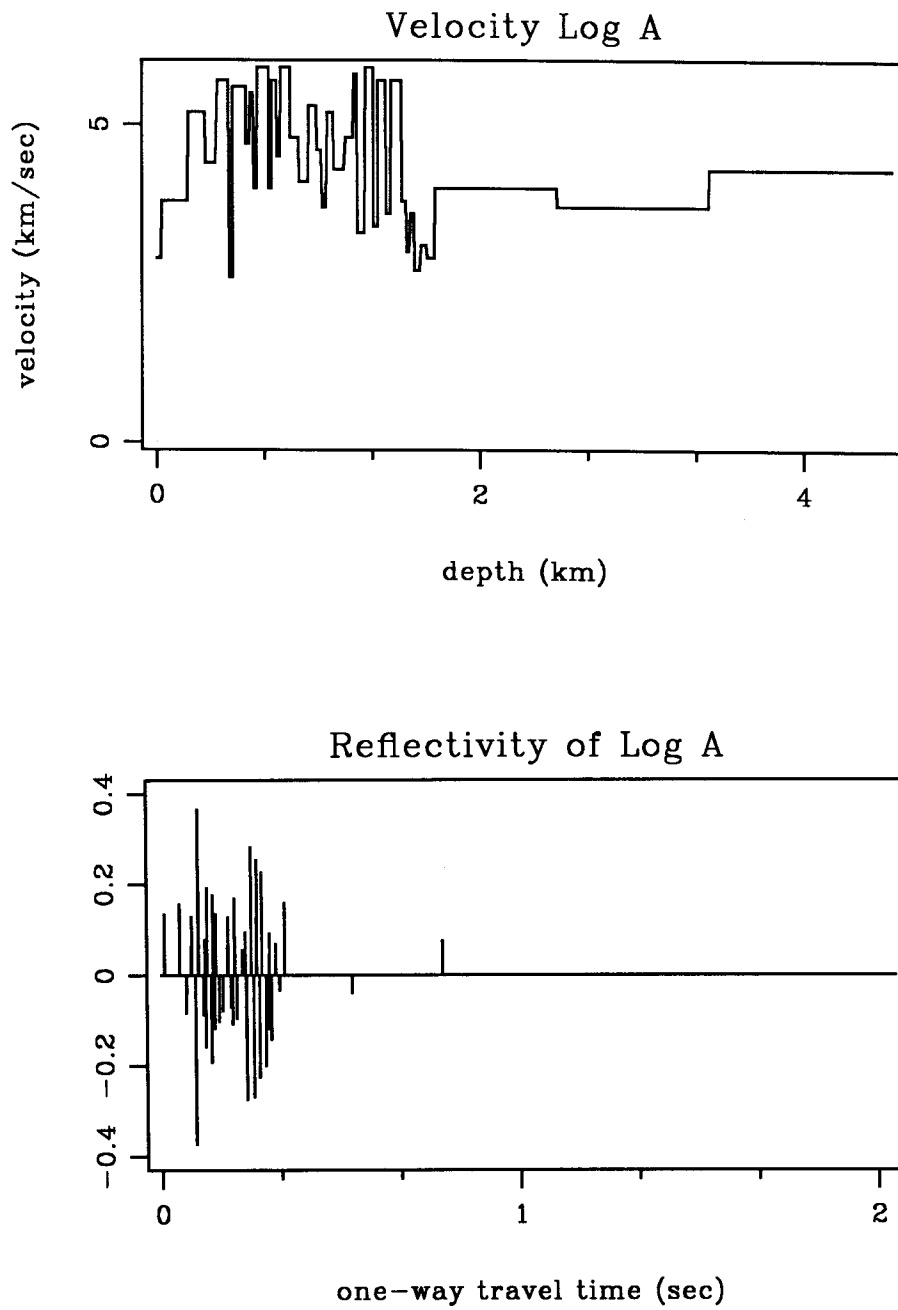 Velocity Log A
velocity (km/sec)
5
0
0 2 4
depth (km)
Reflectivity of Log A
0.4
0.2
0
-0.2
-0.4
0 1 2
one-way travel time (sec)